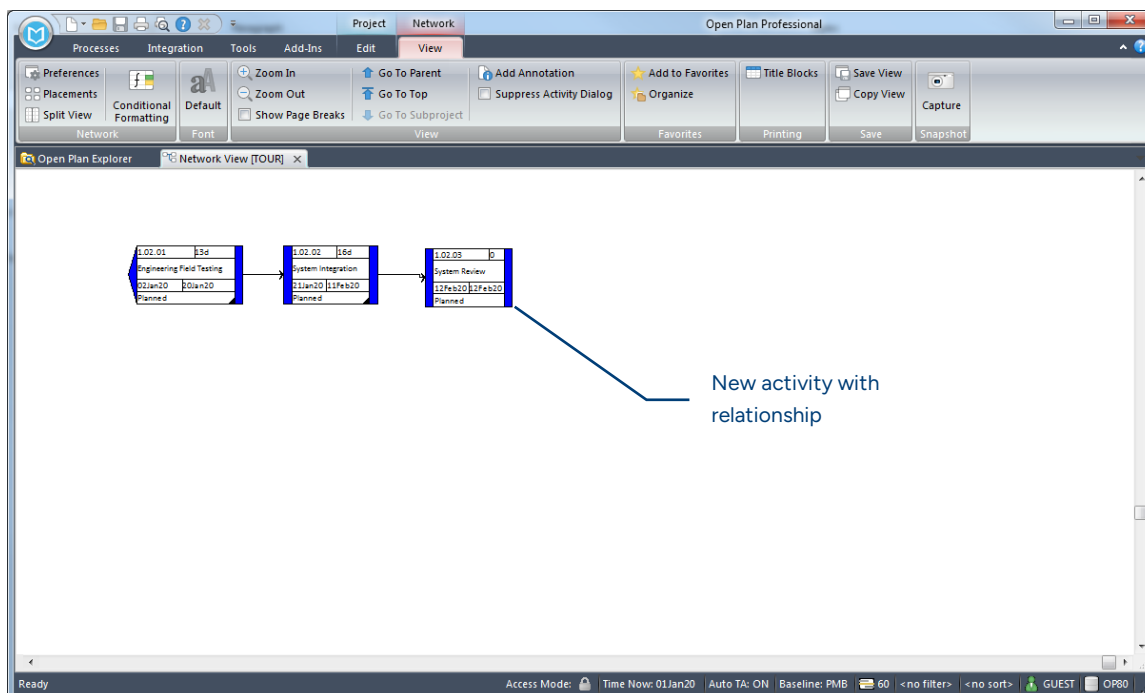 Project Network Open Plan Professional
Processes Integration Tools Add-Ins Edit View
Preferences Zoom In Go To Parent Add Annotation Add to Favorites Title Blocks Save View
Placements Zoom Out Go To Top Suppress Activity Dialog Organize Copy View
Conditional Formatting Default Capture
Split View Show Page Breaks Go To Subproject
Network Font View Favorites Printing Save Snapshot
Open Plan Explorer Network View [TOUR]
1.02.01 13d
Engineering Field Testing
02Jan20 20Jan20
Planned
1.02.02 16d
System Integration
21Jan20 11Feb20
Planned
1.02.03 0
System Review
12Feb20 12Feb20
Planned
New activity with
relationship
Ready Access Mode: Time Now: 01Jan20 Auto TA: ON Baseline: PMB 60 <no filter> <no sort> GUEST OP80